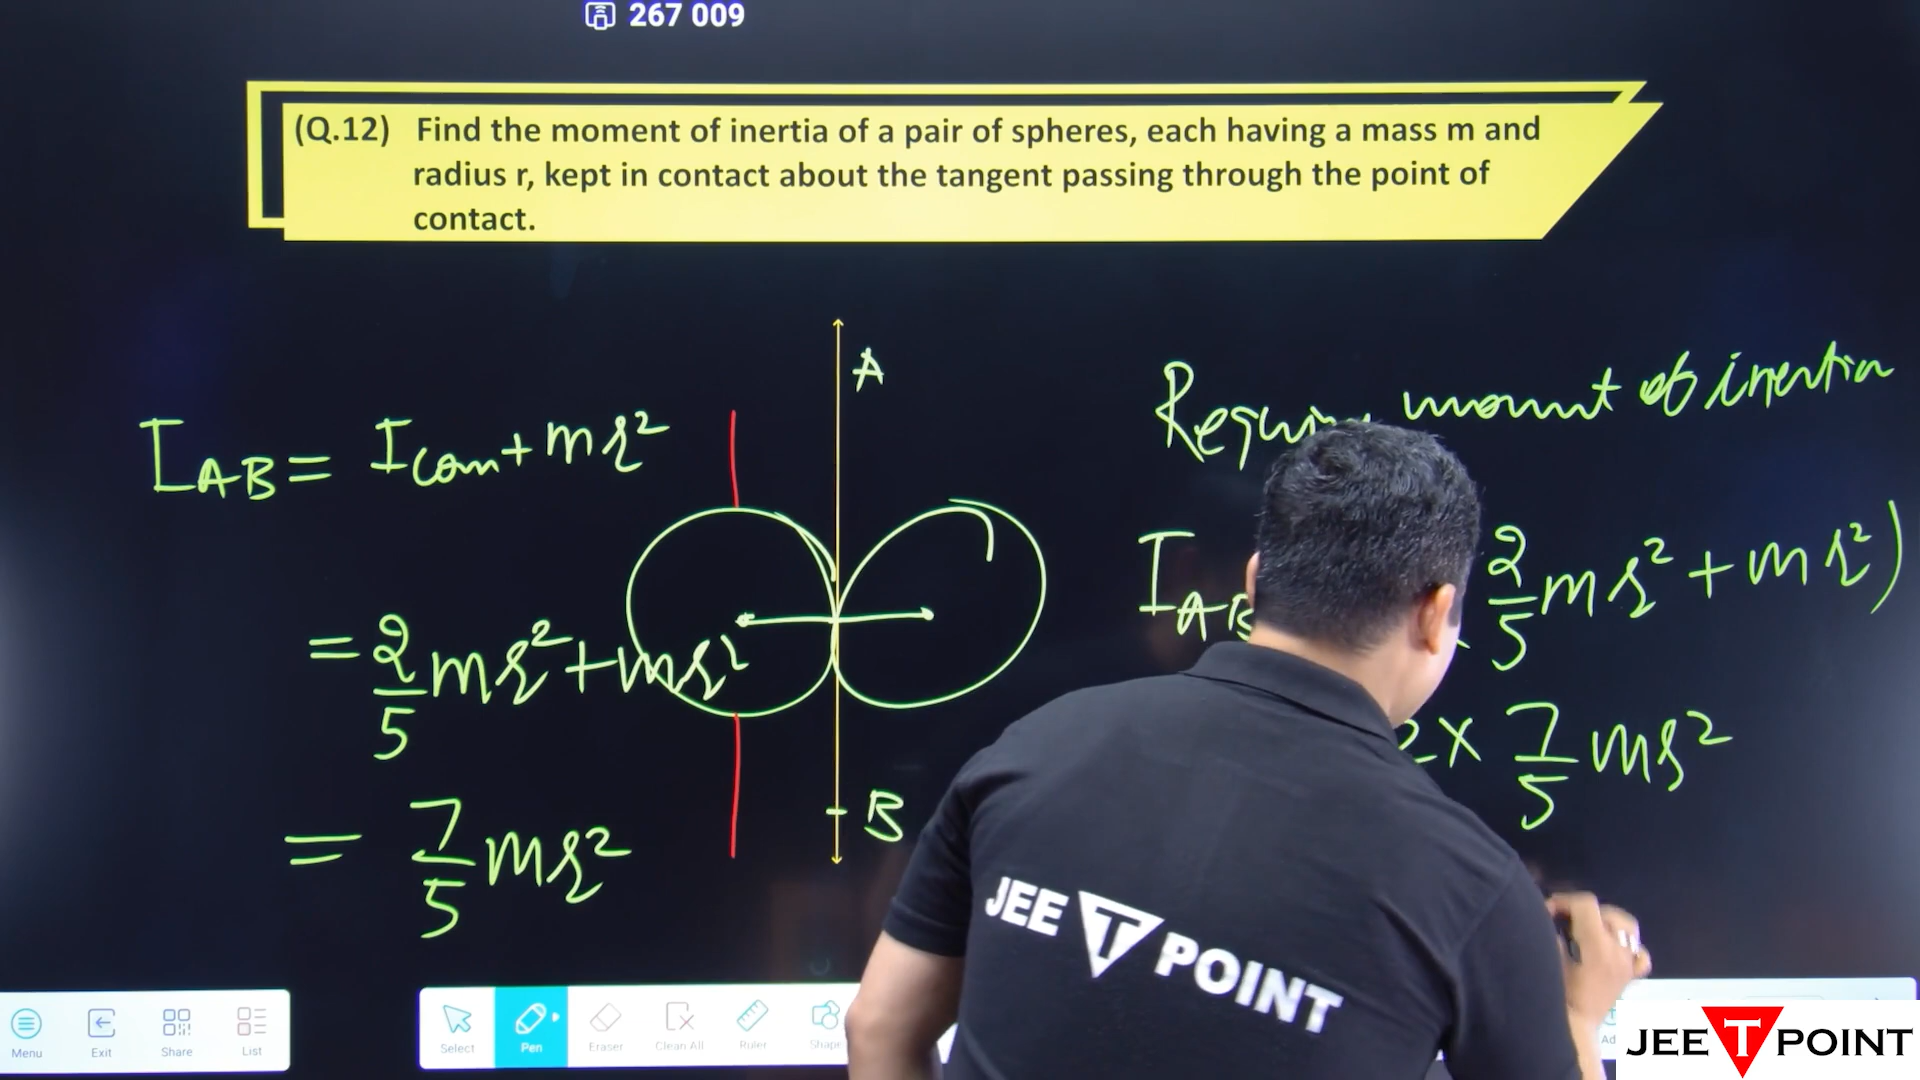 267 009
(Q.12) Find the moment of inertia of a pair of spheres, each having a mass m and
radius r, kept in contact about the tangent passing through the point of
contact.
A
I_AB = I_com + mr²
= 2/5 mr² + mr²
= 7/5 mr²
B
moment of inertia
I_AB
2/5 mr² + mr²)
2 × 7/5 mr²
JEE T POINT
Menu Exit Share List
Select Pen Eraser Clean All Ruler Shape
JEE T POINT